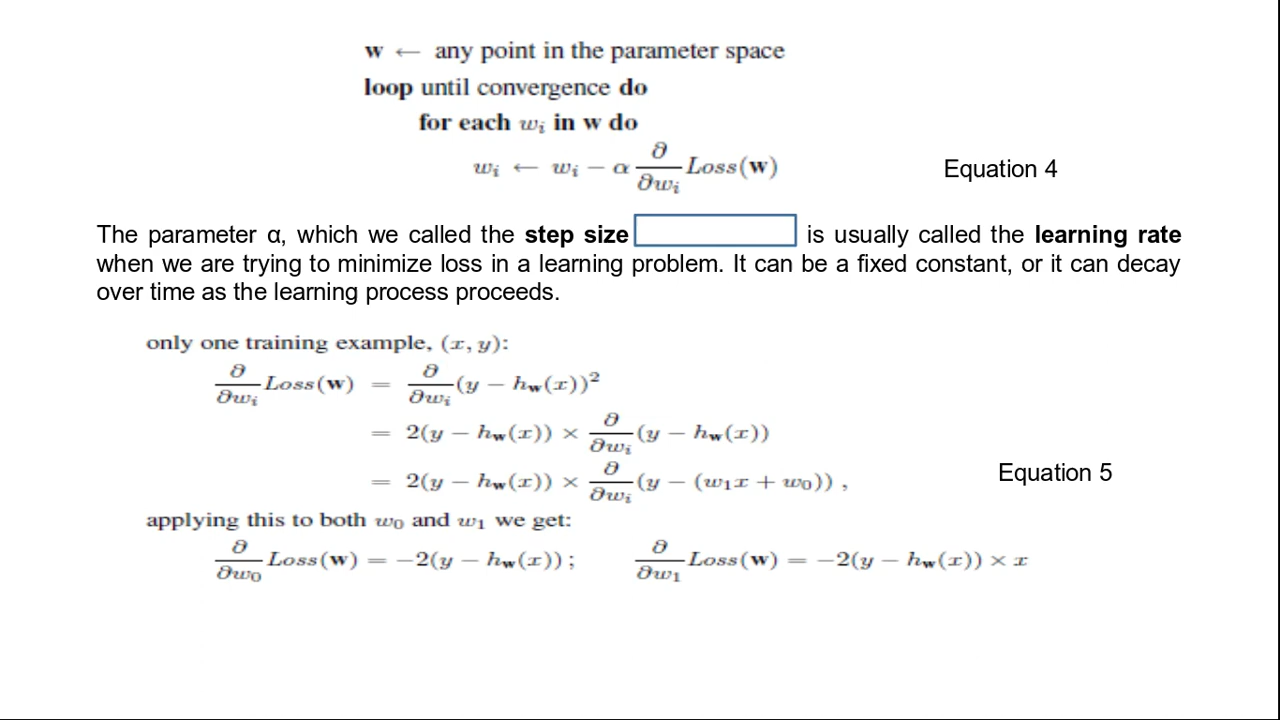 w ← any point in the parameter space
loop until convergence do
for each wᵢ in w do
wᵢ ← wᵢ − α ∂/∂wᵢ Loss(w) Equation 4
The parameter α, which we called the step size is usually called the learning rate
when we are trying to minimize loss in a learning problem. It can be a fixed constant, or it can decay
over time as the learning process proceeds.
only one training example, (x, y):
∂/∂wᵢ Loss(w) = ∂/∂wᵢ (y − h_w(x))²
= 2(y − h_w(x)) × ∂/∂wᵢ (y − h_w(x))
= 2(y − h_w(x)) × ∂/∂wᵢ (y − (w₁x + w₀)) , Equation 5
applying this to both w₀ and w₁ we get:
∂/∂w₀ Loss(w) = −2(y − h_w(x)) ; ∂/∂w₁ Loss(w) = −2(y − h_w(x)) × x